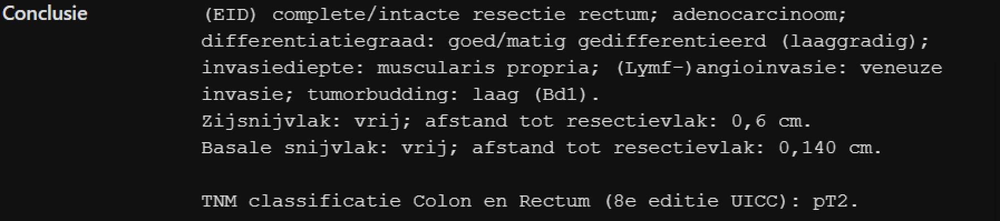 Conclusie (EID) complete/intacte resectie rectum; adenocarcinoom;
differentiatiegraad: goed/matig gedifferentieerd (laaggradig);
invasiediepte: muscularis propria; (Lymf-)angioinvasie: veneuze
invasie; tumorbudding: laag (Bd1).
Zijsnijvlak: vrij; afstand tot resectievlak: 0,6 cm.
Basale snijvlak: vrij; afstand tot resectievlak: 0,140 cm.
TNM classificatie Colon en Rectum (8e editie UICC): pT2.